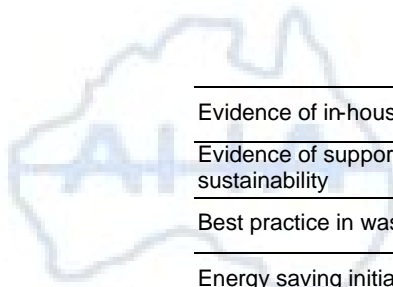 Evidence of in-hous
Evidence of suppor
sustainability
Best practice in was
Energy saving initia